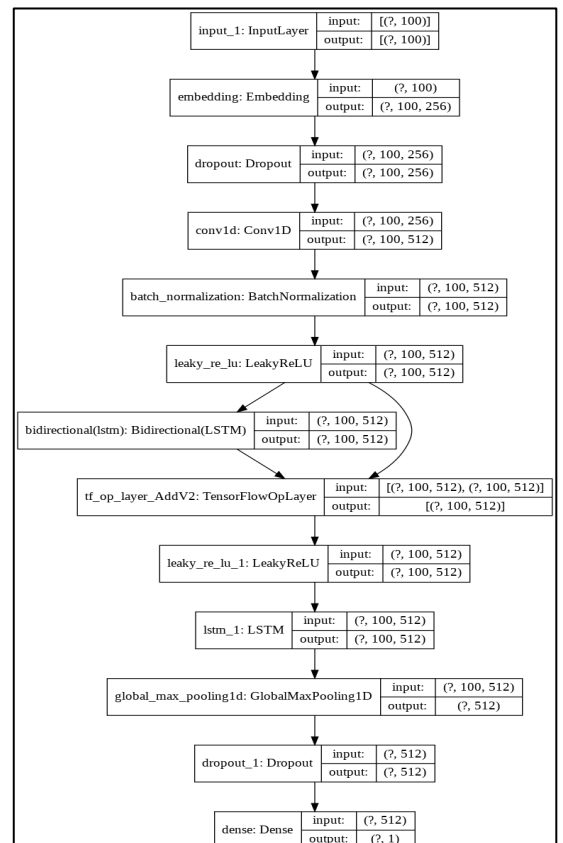 input_1: InputLayer
input: [(?, 100)]
output: [(?, 100)]
embedding: Embedding
input: (?, 100)
output: (?, 100, 256)
dropout: Dropout
input: (?, 100, 256)
output: (?, 100, 256)
conv1d: Conv1D
input: (?, 100, 256)
output: (?, 100, 512)
batch_normalization: BatchNormalization
input: (?, 100, 512)
output: (?, 100, 512)
leaky_re_lu: LeakyReLU
input: (?, 100, 512)
output: (?, 100, 512)
bidirectional(lstm): Bidirectional(LSTM)
input: (?, 100, 512)
output: (?, 100, 512)
tf_op_layer_AddV2: TensorFlowOpLayer
input: [(?, 100, 512), (?, 100, 512)]
output: [(?, 100, 512)]
leaky_re_lu_1: LeakyReLU
input: (?, 100, 512)
output: (?, 100, 512)
lstm_1: LSTM
input: (?, 100, 512)
output: (?, 100, 512)
global_max_pooling1d: GlobalMaxPooling1D
input: (?, 100, 512)
output: (?, 512)
dropout_1: Dropout
input: (?, 512)
output: (?, 512)
dense: Dense
input: (?, 512)
output: (?, 1)